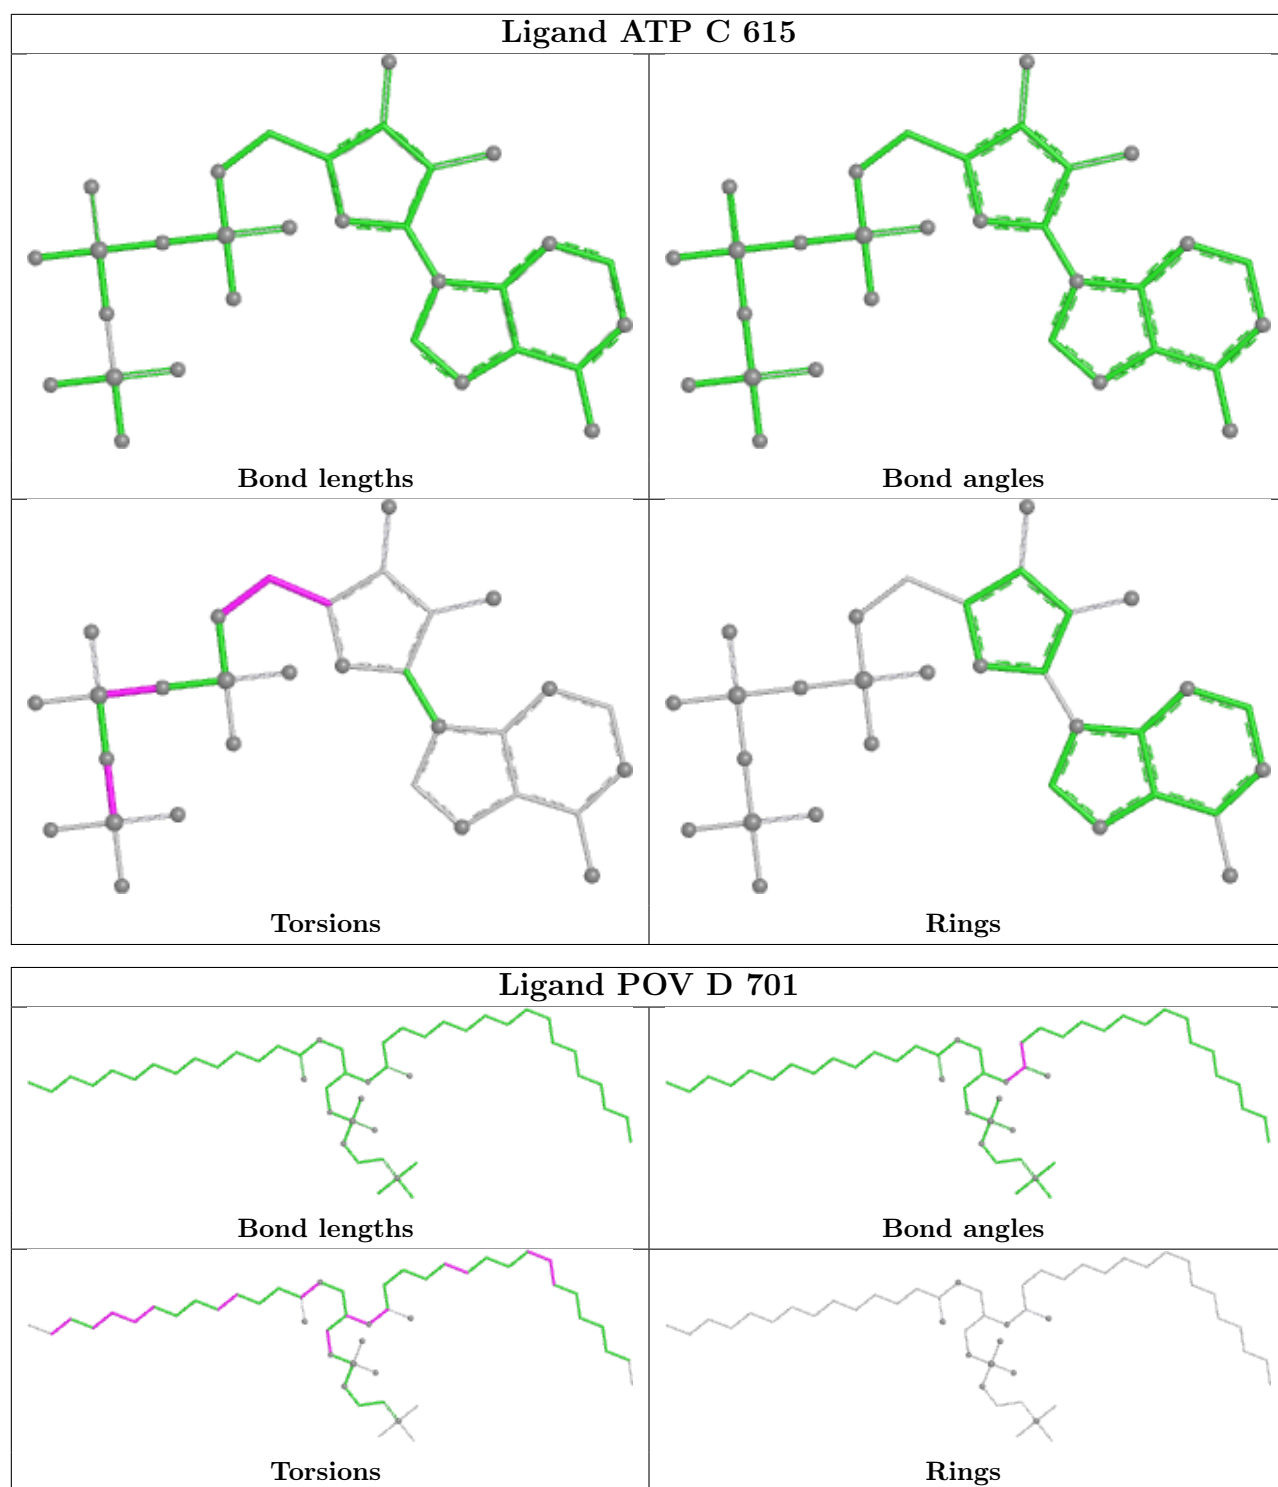 Ligand ATP C 615
Bond lengths
Bond angles
Torsions
Rings
Ligand POV D 701
Bond lengths
Bond angles
Torsions
Rings